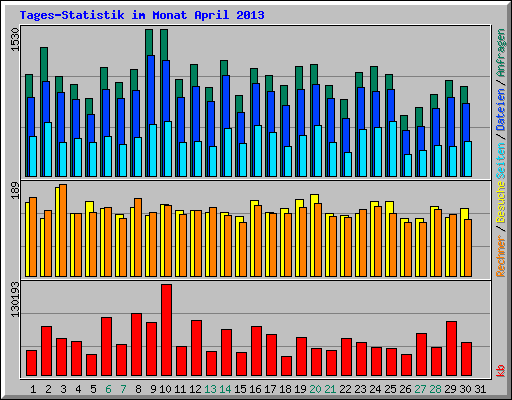 Tages-Statistik im Monat April 2013
1530
189
130193
Rechner / Besuche Seiten / Dateien / Anfragen
kb
1 2 3 4 5 6 7 8 9 10 11 12 13 14 15 16 17 18 19 20 21 22 23 24 25 26 27 28 29 30 31